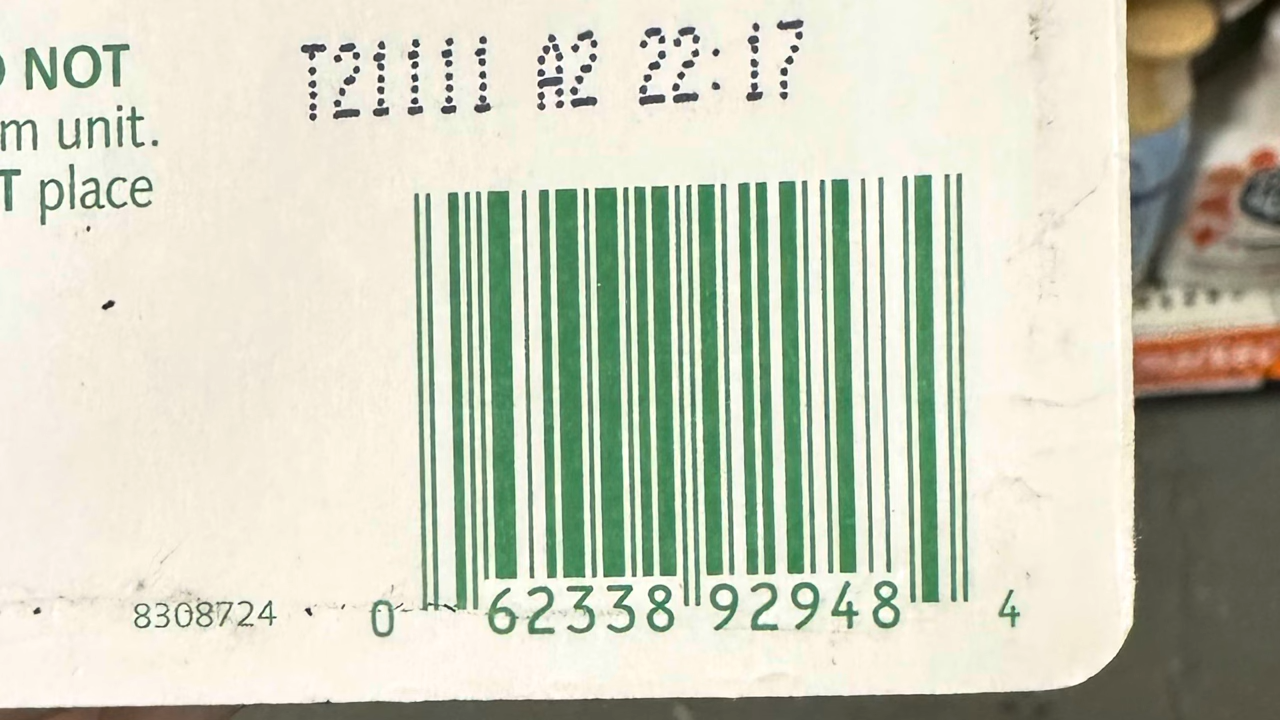 T21111 A2 22:17
NOT
m unit.
T place
8308724
0 62338 92948 4